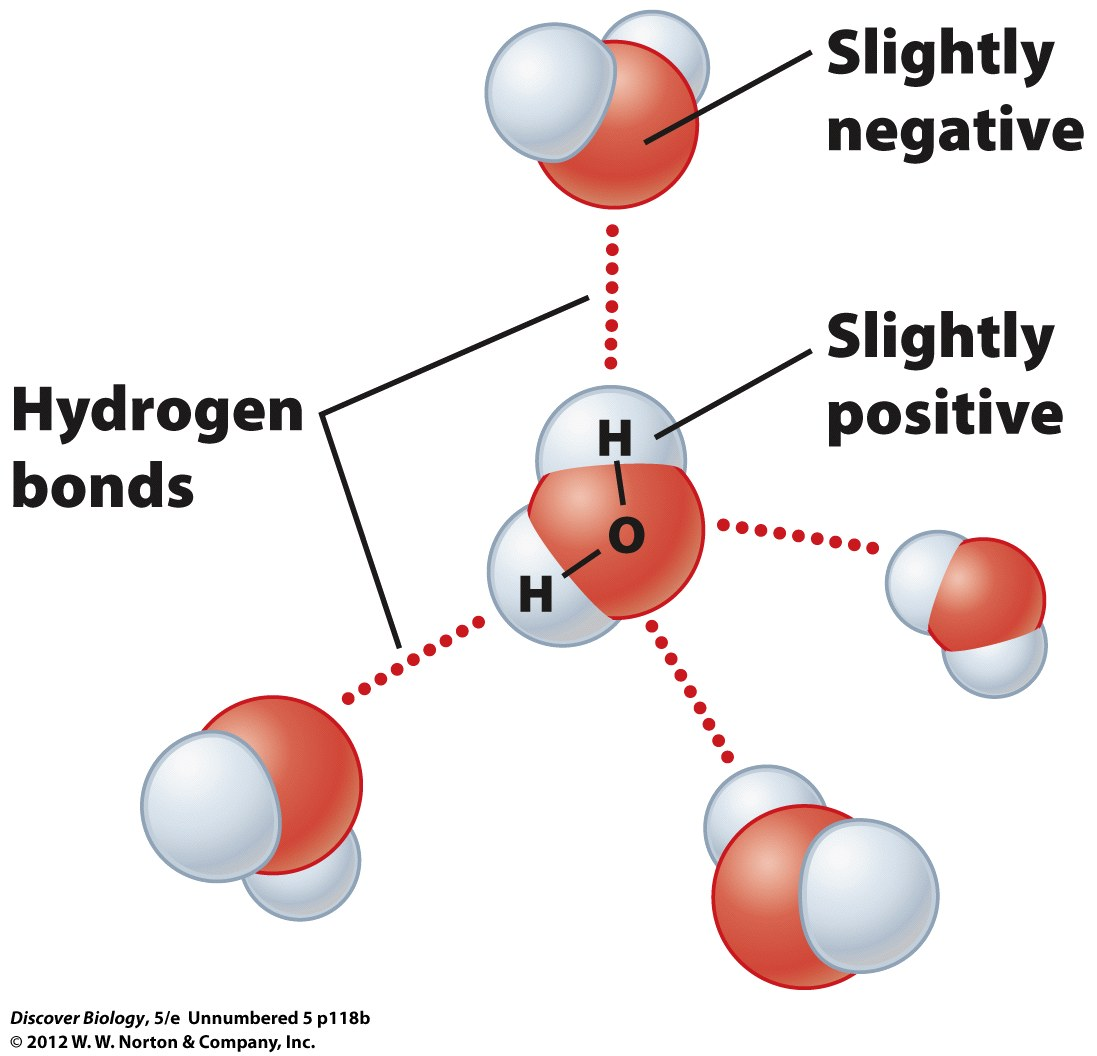 Slightly
negative
Slightly
positive
Hydrogen
bonds
H
O
H
Discover Biology, 5/e Unnumbered 5 p118b
© 2012 W. W. Norton & Company, Inc.